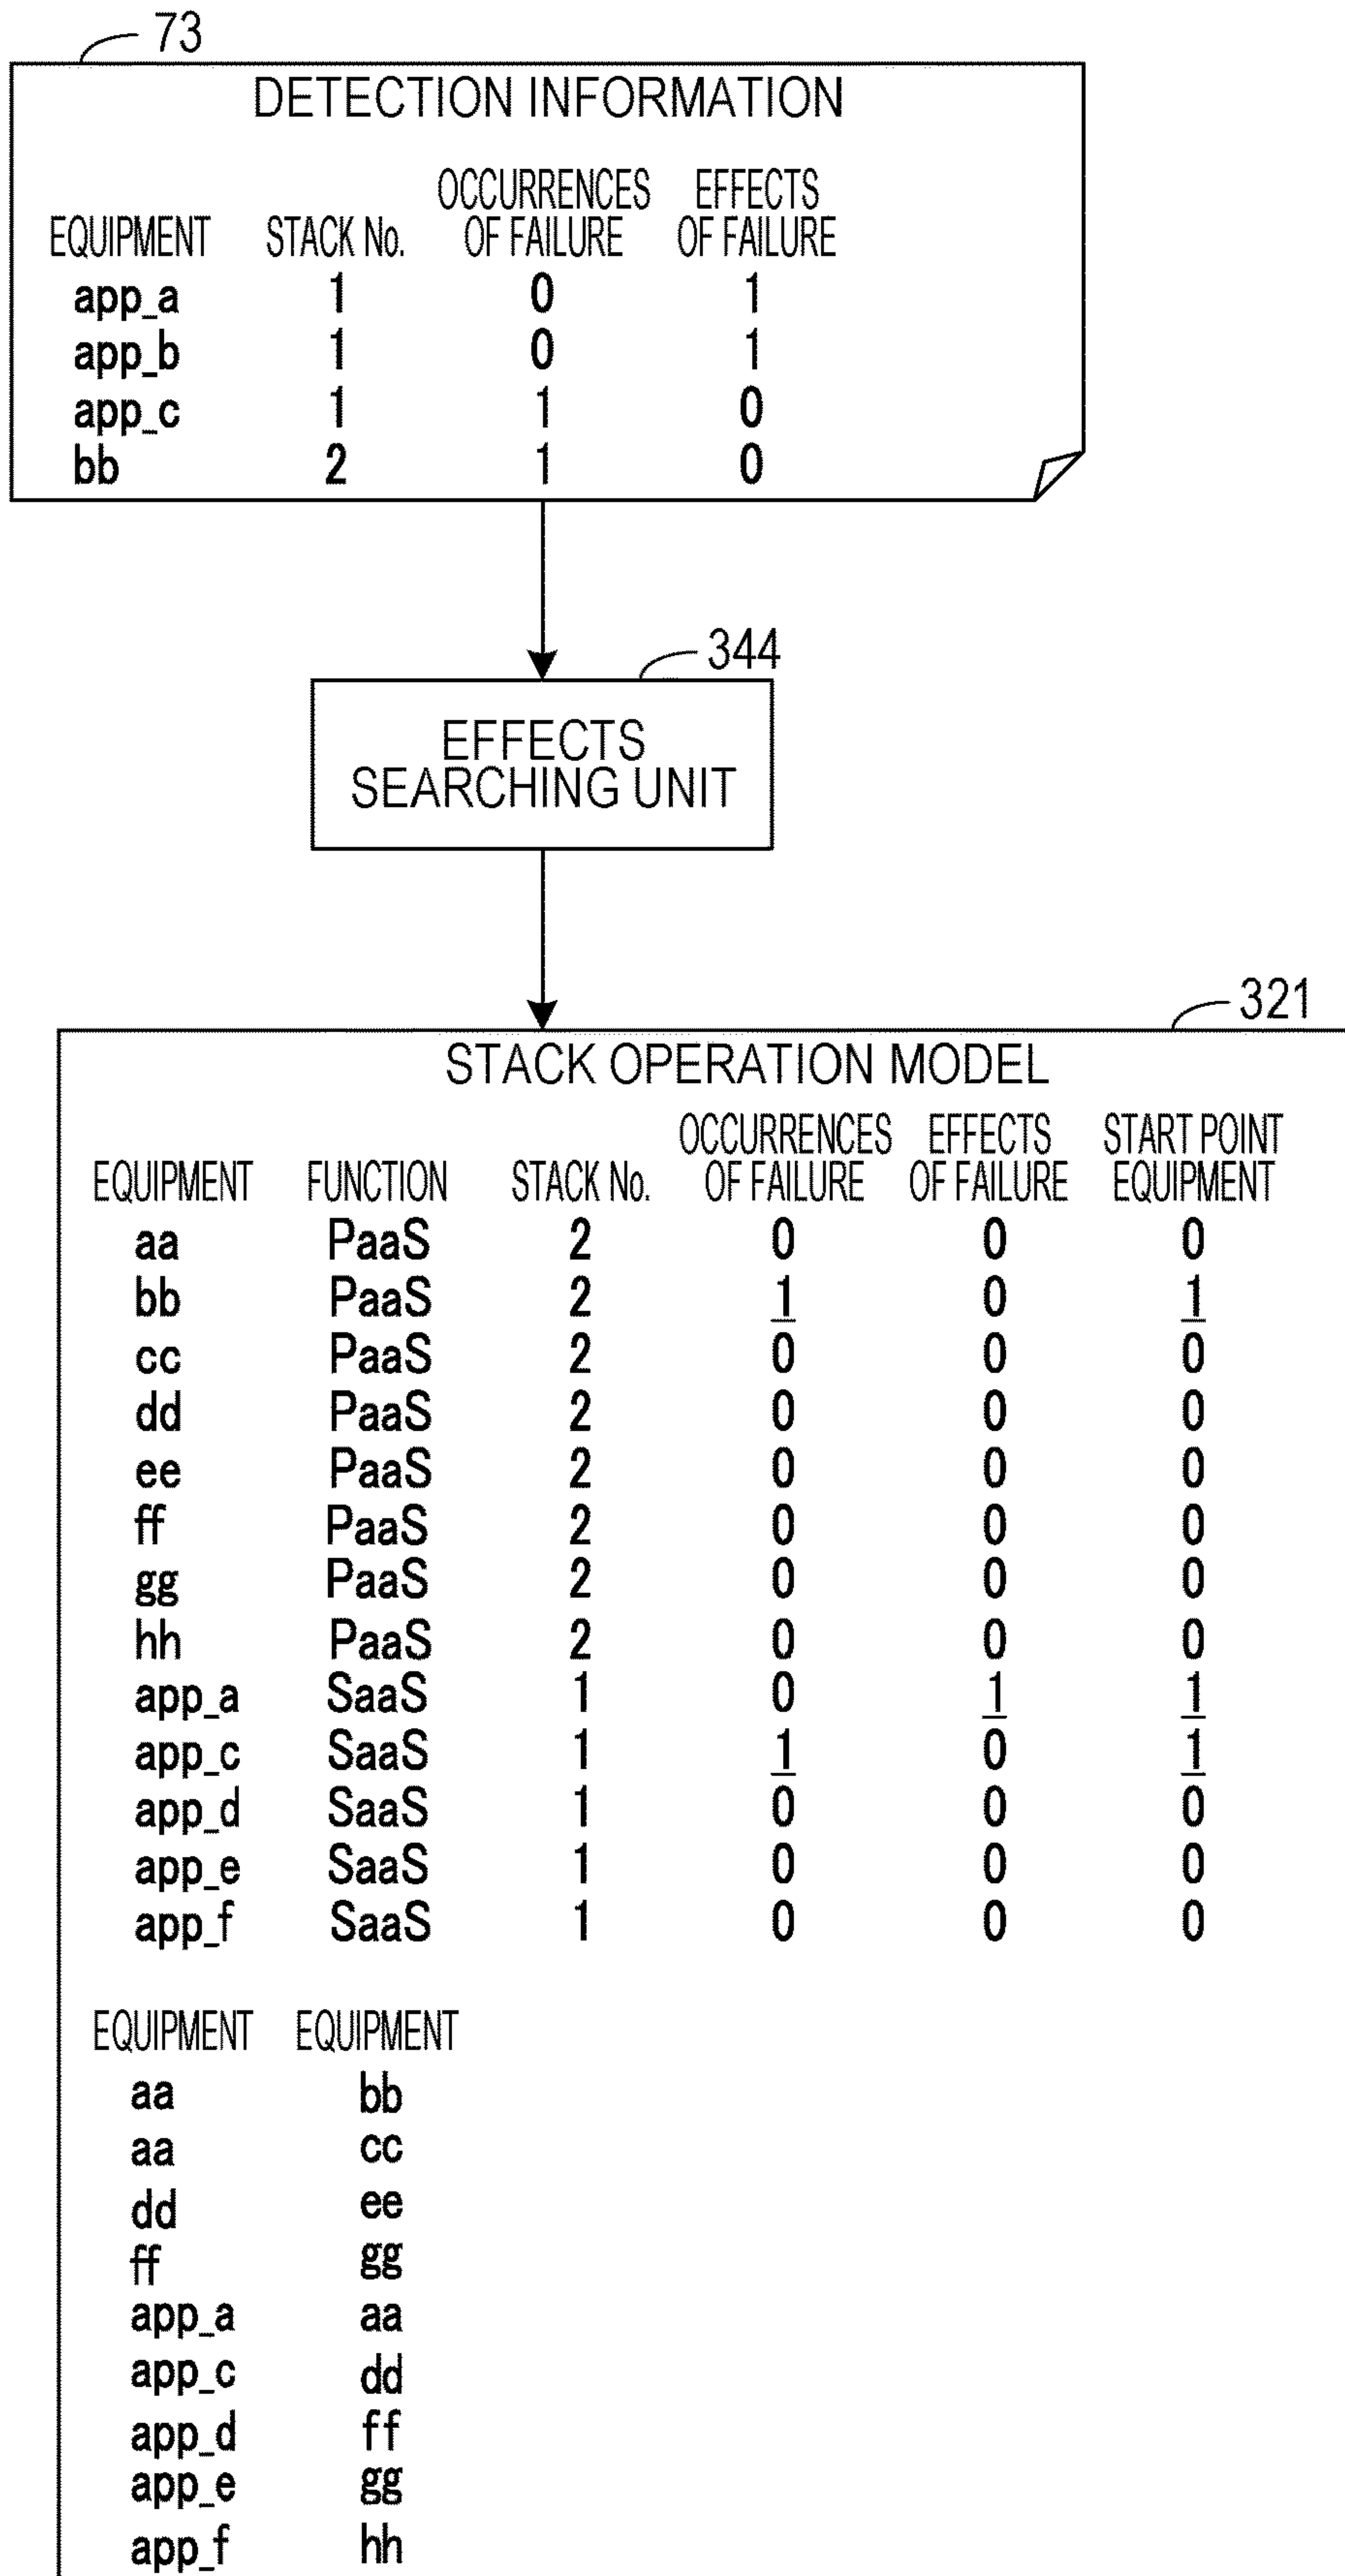 73
DETECTION INFORMATION
OCCURRENCES EFFECTS
EQUIPMENT STACK No. OF FAILURE OF FAILURE
app_a 1 0 1
app_b 1 0 1
app_c 1 1 0
bb 2 1 0
344
EFFECTS
SEARCHING UNIT
321
STACK OPERATION MODEL
OCCURRENCES EFFECTS START POINT
EQUIPMENT FUNCTION STACK No. OF FAILURE OF FAILURE EQUIPMENT
aa PaaS 2 0 0 0
bb PaaS 2 1 0 1
cc PaaS 2 0 0 0
dd PaaS 2 0 0 0
ee PaaS 2 0 0 0
ff PaaS 2 0 0 0
gg PaaS 2 0 0 0
hh PaaS 2 0 0 0
app_a SaaS 1 0 1 1
app_c SaaS 1 1 0 1
app_d SaaS 1 0 0 0
app_e SaaS 1 0 0 0
app_f SaaS 1 0 0 0
EQUIPMENT EQUIPMENT
aa bb
aa cc
dd ee
ff gg
app_a aa
app_c dd
app_d ff
app_e gg
app_f hh